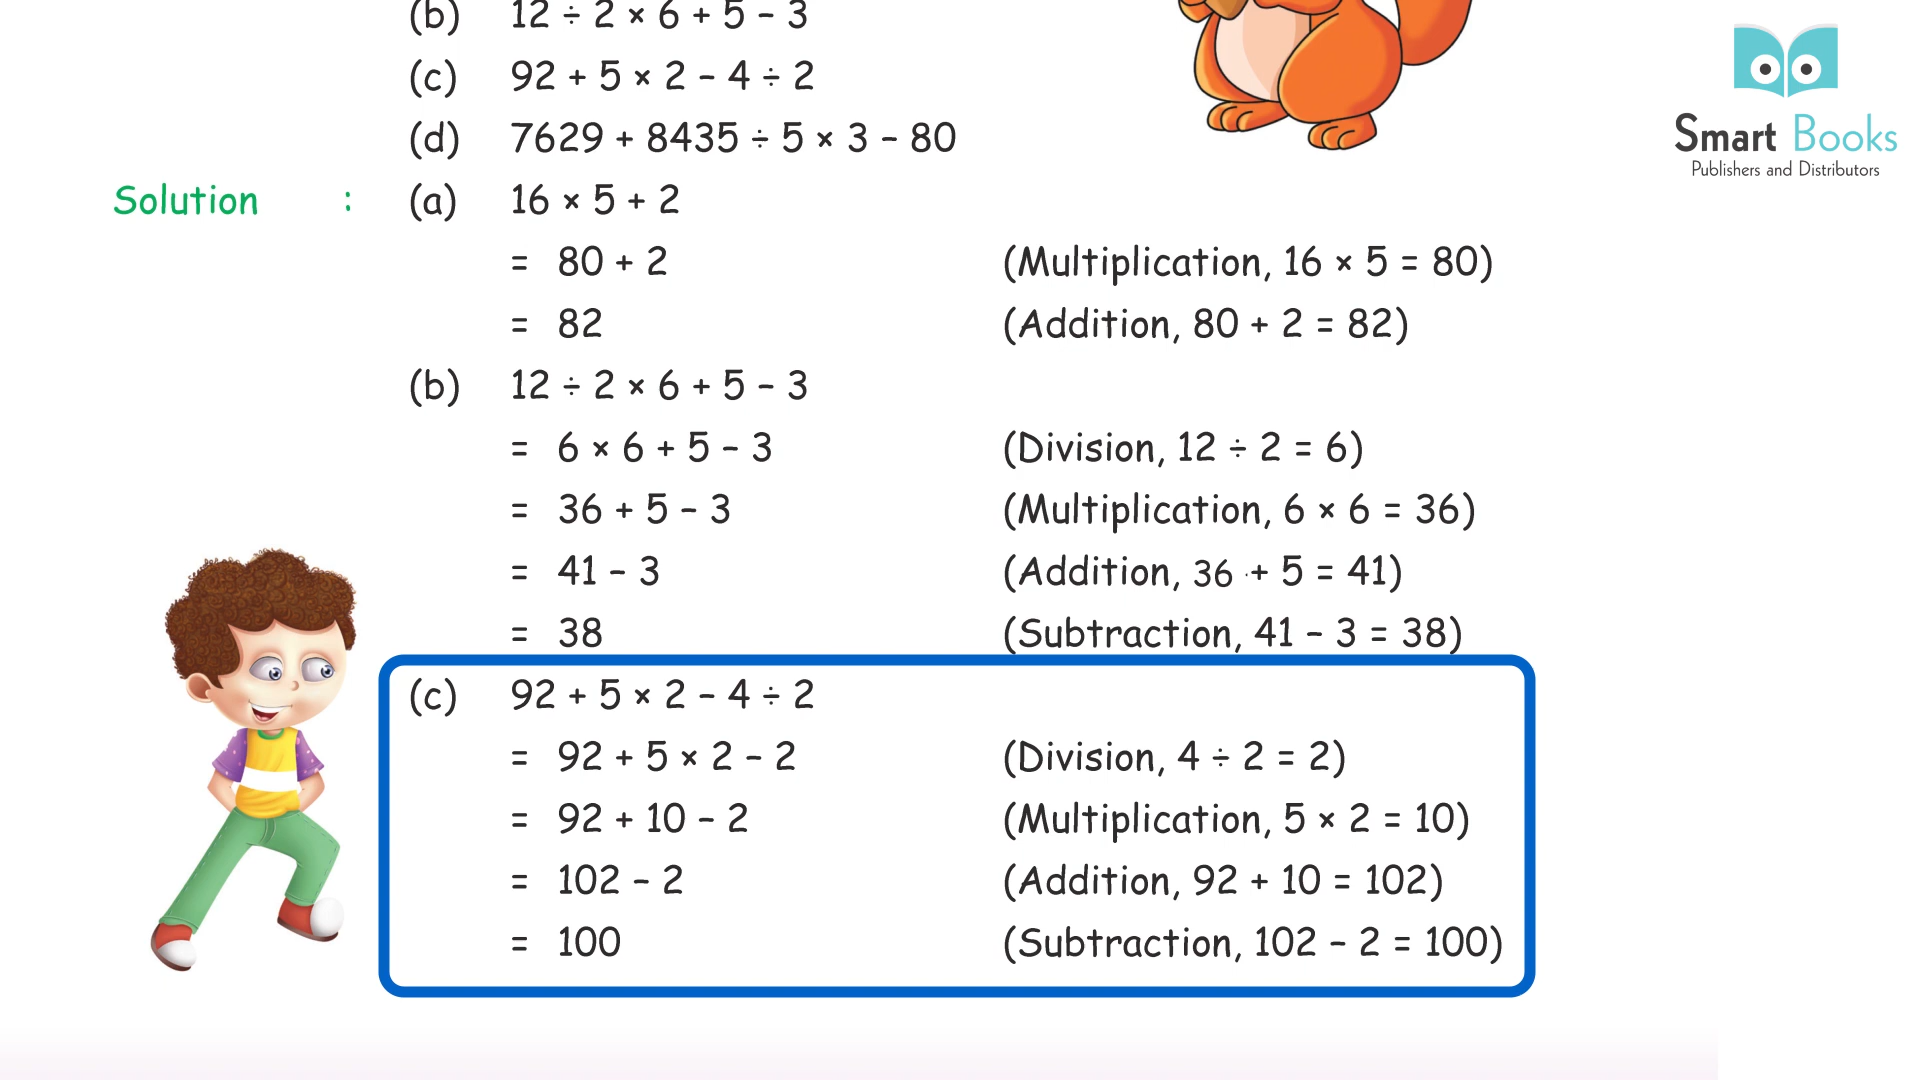 (b) 12 ÷ 2 × 6 + 5 – 3
(c) 92 + 5 × 2 – 4 ÷ 2
(d) 7629 + 8435 ÷ 5 × 3 – 80
Smart Books
Publishers and Distributors
Solution : (a) 16 × 5 + 2
= 80 + 2 (Multiplication, 16 × 5 = 80)
= 82 (Addition, 80 + 2 = 82)
(b) 12 ÷ 2 × 6 + 5 – 3
= 6 × 6 + 5 – 3 (Division, 12 ÷ 2 = 6)
= 36 + 5 – 3 (Multiplication, 6 × 6 = 36)
= 41 – 3 (Addition, 36 + 5 = 41)
= 38 (Subtraction, 41 – 3 = 38)
(c) 92 + 5 × 2 – 4 ÷ 2
= 92 + 5 × 2 – 2 (Division, 4 ÷ 2 = 2)
= 92 + 10 – 2 (Multiplication, 5 × 2 = 10)
= 102 – 2 (Addition, 92 + 10 = 102)
= 100 (Subtraction, 102 – 2 = 100)